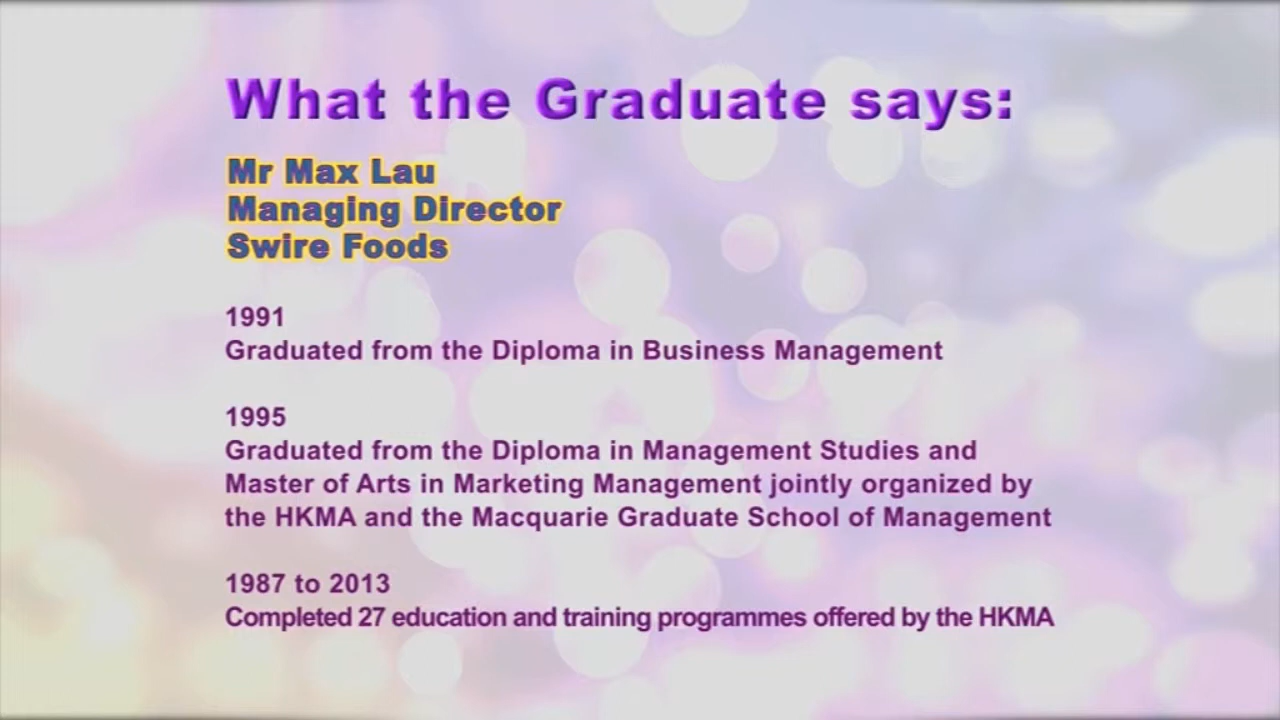 What the Graduate says:
Mr Max Lau
Managing Director
Swire Foods
1991
Graduated from the Diploma in Business Management
1995
Graduated from the Diploma in Management Studies and
Master of Arts in Marketing Management jointly organized by
the HKMA and the Macquarie Graduate School of Management
1987 to 2013
Completed 27 education and training programmes offered by the HKMA